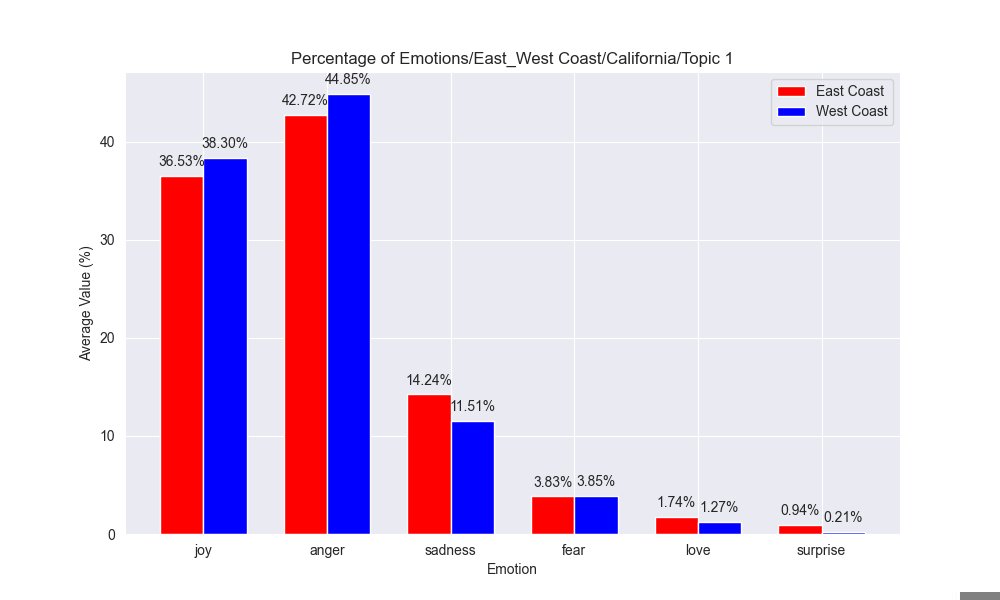 Percentage of Emotions/East_West Coast/California/Topic 1
East Coast
West Coast
44.85%
42.72%
38.30%
36.53%
14.24%
11.51%
3.83%
3.85%
1.74%
1.27%
0.94%
0.21%
Average Value (%)
40
30
20
10
0
joy
anger
sadness
fear
love
surprise
Emotion